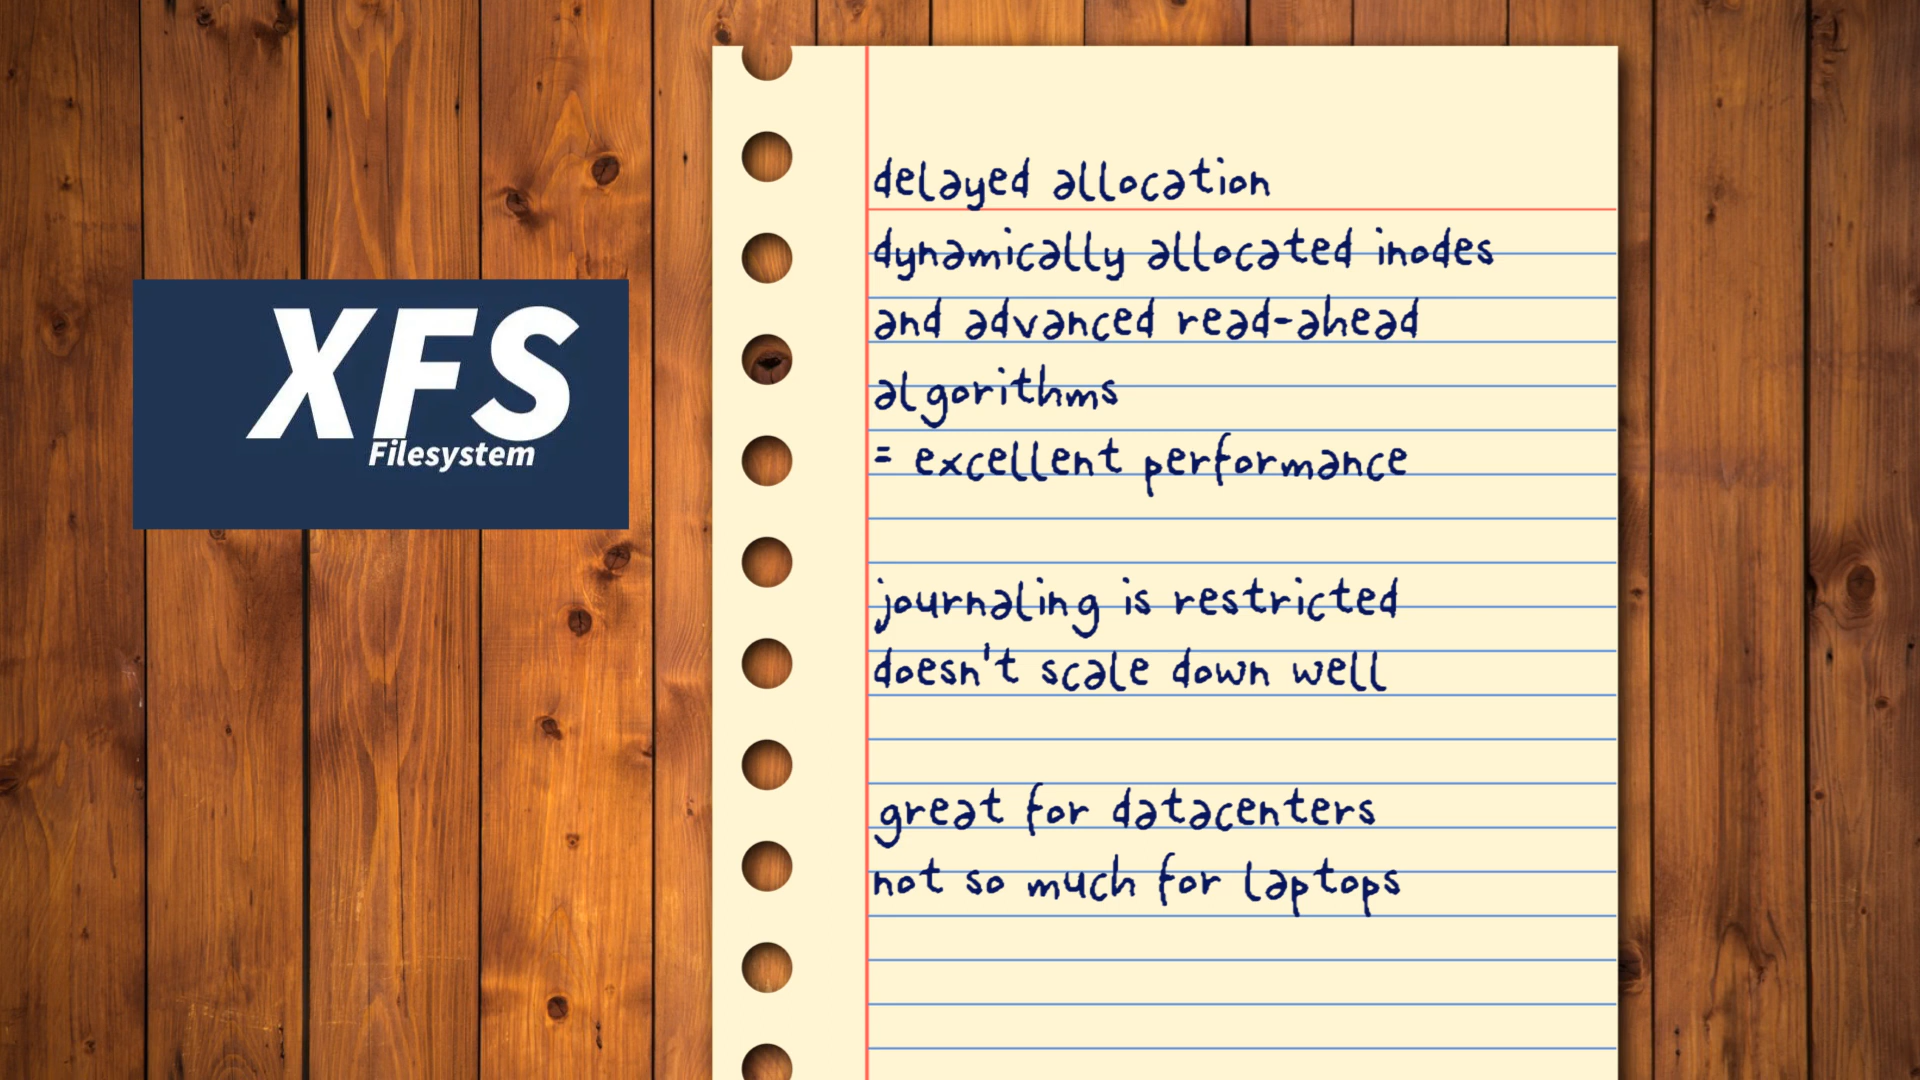 XFS
Filesystem
delayed allocation
dynamically allocated inodes
and advanced read-ahead
algorithms
= excellent performance
journaling is restricted
doesn't scale down well
great for datacenters
not so much for laptops